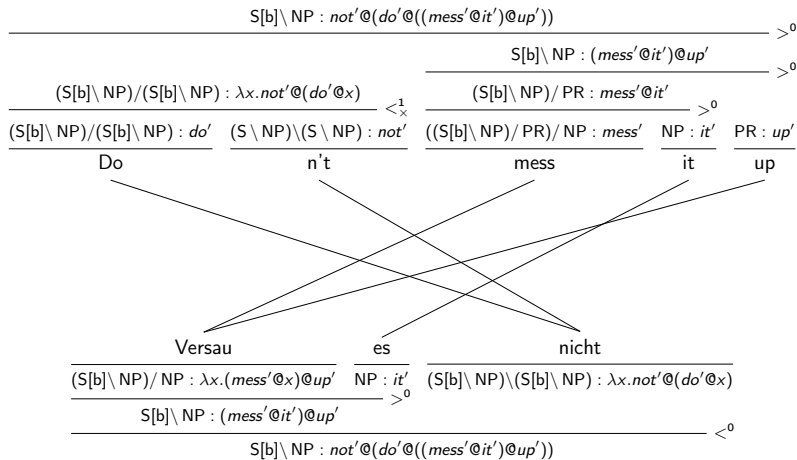 S[b]\ NP : not′@(do′@((mess′@it′)@up′))
>⁰
S[b]\ NP : (mess′@it′)@up′
>⁰
(S[b]\ NP)/(S[b]\ NP) : λx.not′@(do′@x) <¹ₓ (S[b]\ NP)/ PR : mess′@it′ >⁰
(S[b]\ NP)/(S[b]\ NP) : do′ (S \ NP)\(S \ NP) : not′ ((S[b]\ NP)/ PR)/ NP : mess′ NP : it′ PR : up′
Do n't mess it up
Versau es nicht
(S[b]\ NP)/ NP : λx.(mess′@x)@up′ NP : it′ (S[b]\ NP)\(S[b]\ NP) : λx.not′@(do′@x)
>⁰
S[b]\ NP : (mess′@it′)@up′
<⁰
S[b]\ NP : not′@(do′@((mess′@it′)@up′))